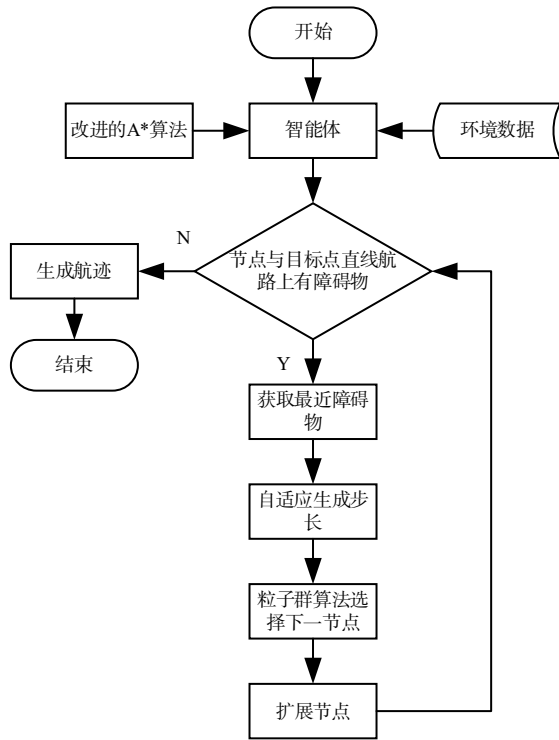 开始
改进的A*算法
智能体
环境数据
N
节点与目标点直线航
路上有障碍物
生成航迹
结束
Y
获取最近障碍
物
自适应生成步
长
粒子群算法选
择下一节点
扩展节点